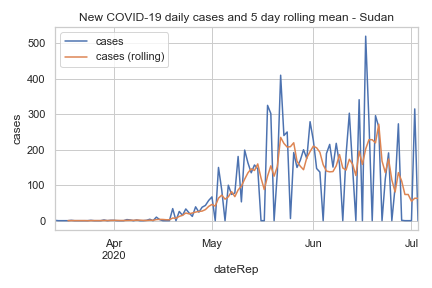 New COVID-19 daily cases and 5 day rolling mean - Sudan
cases
cases (rolling)
500
400
300
200
100
0
cases
Apr
2020
May
Jun
Jul
dateRep